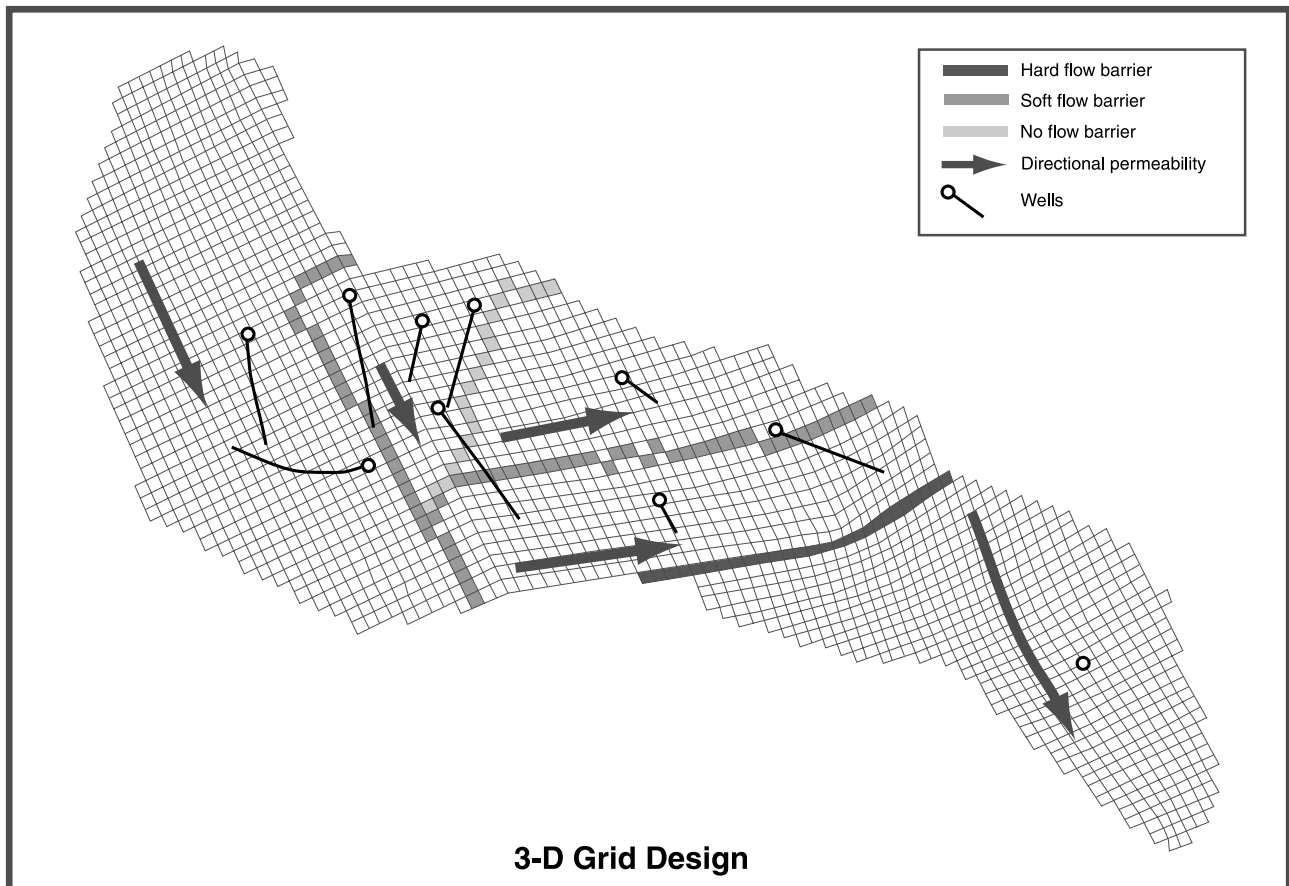 Hard flow barrier
Soft flow barrier
No flow barrier
Directional permeability
Wells
3-D Grid Design